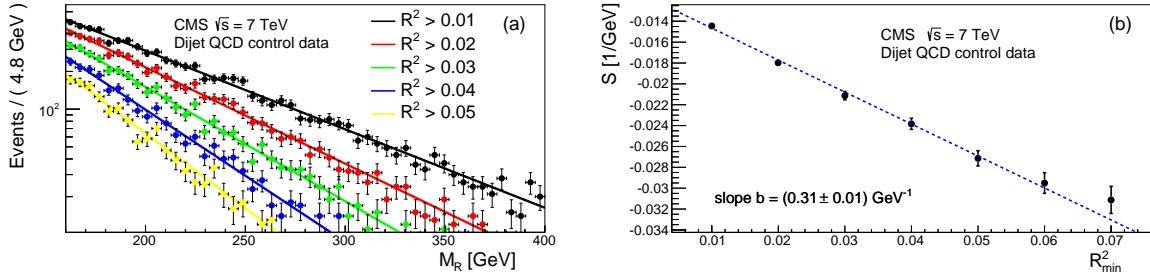 (a)
CMS √s = 7 TeV
Dijet QCD control data
R² > 0.01
R² > 0.02
R² > 0.03
R² > 0.04
R² > 0.05
Events / ( 4.8 GeV )
10²
200 250 300 350 400
M_R [GeV]
(b)
CMS √s = 7 TeV
Dijet QCD control data
S [1/GeV]
-0.014
-0.016
-0.018
-0.02
-0.022
-0.024
-0.026
-0.028
-0.03
-0.032
-0.034
slope b = (0.31 ± 0.01) GeV⁻¹
0.01 0.02 0.03 0.04 0.05 0.06 0.07
R²_min